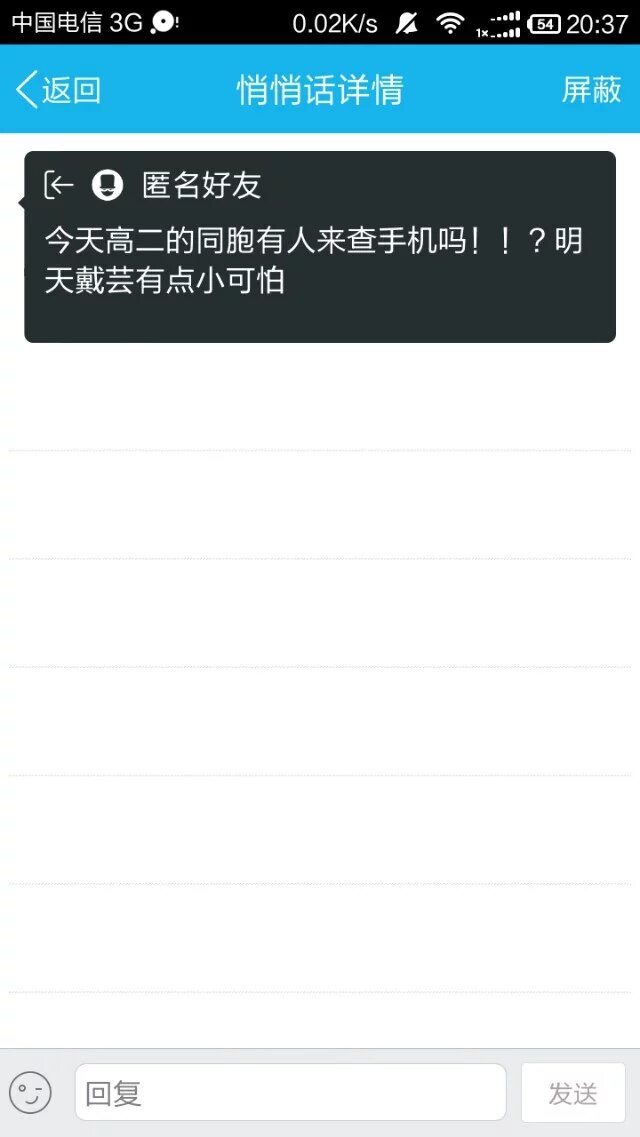 中国电信 3G 0.02K/s 1x 54 20:37
返回 悄悄话详情 屏蔽
匿名好友
今天高二的同胞有人来查手机吗！！？明
天戴芸有点小可怕
回复 发送